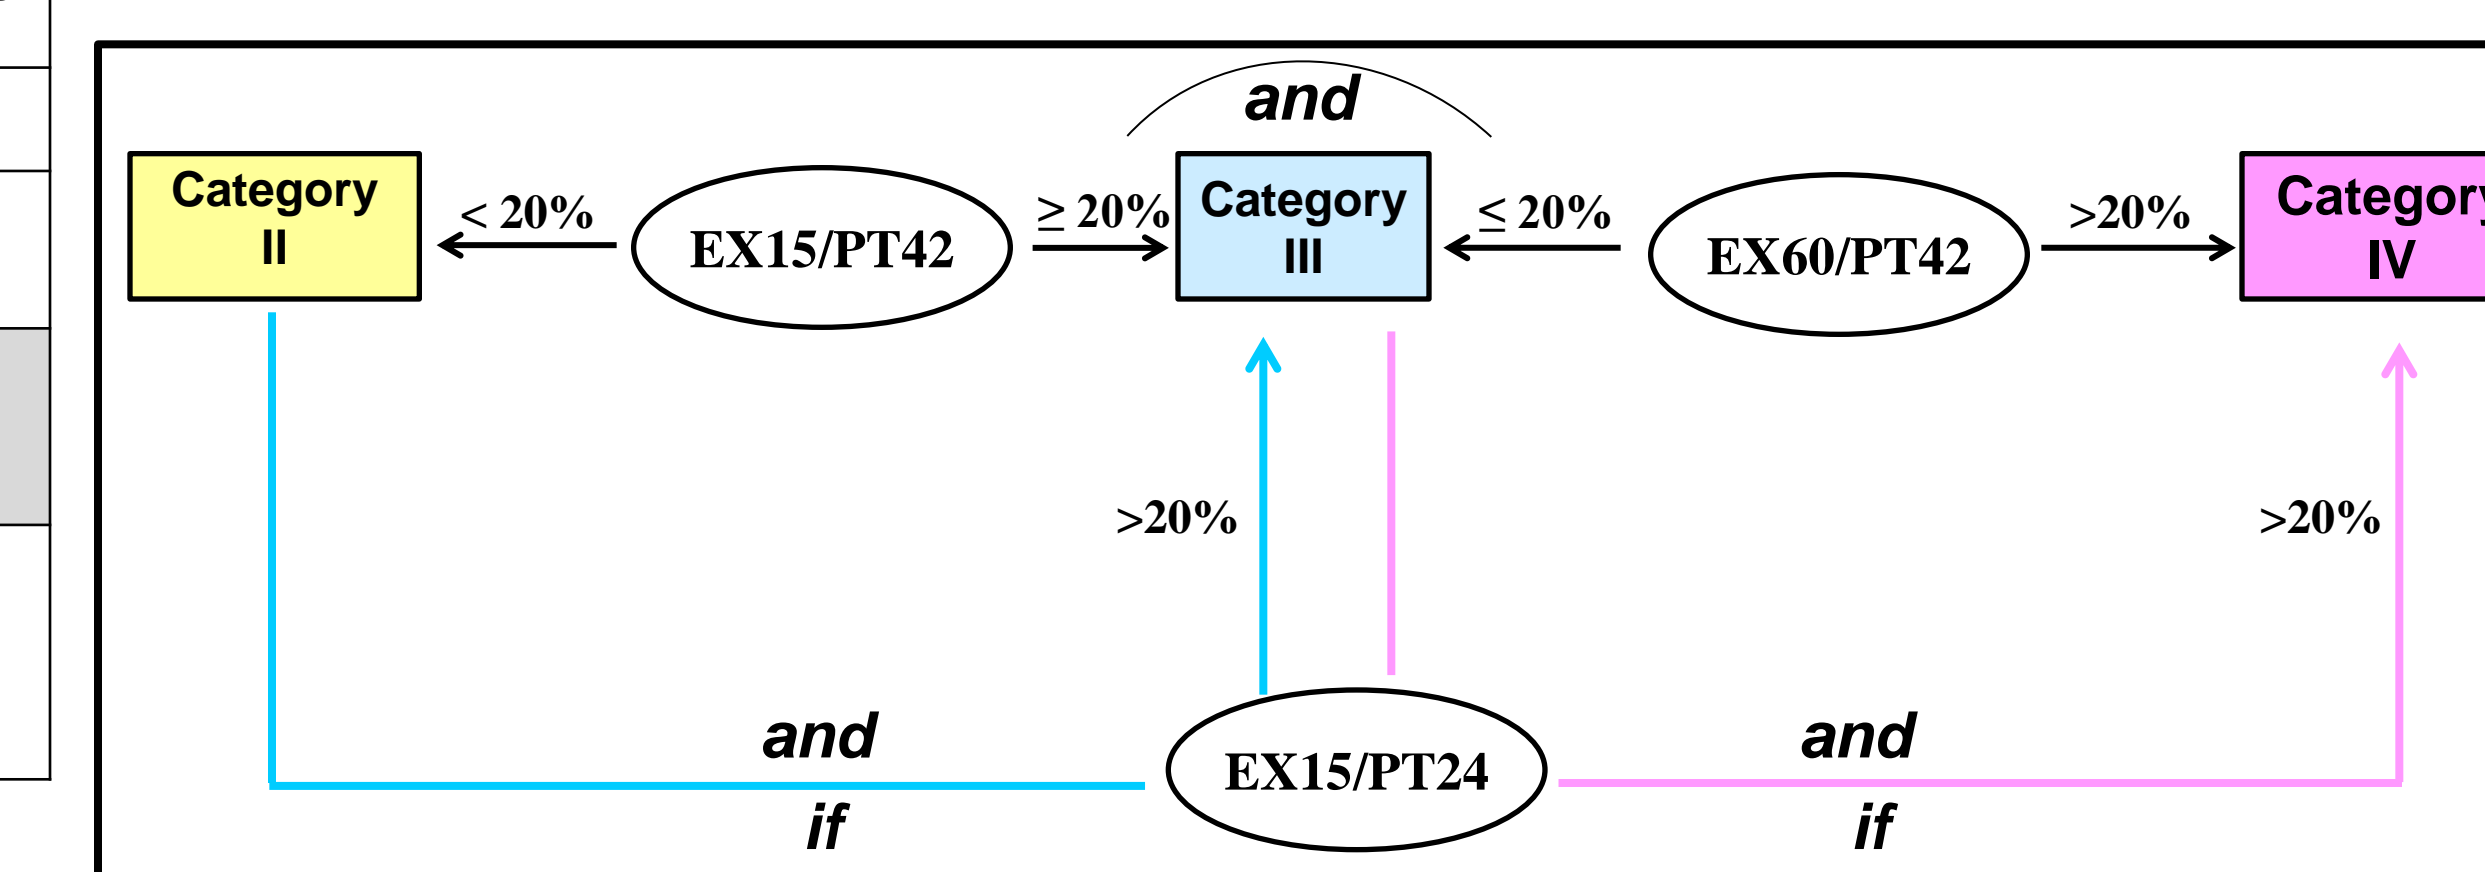 and
Category
II
< 20%
EX15/PT42
≥ 20%
Category
III
≤ 20%
EX60/PT42
>20%
Category
IV
>20%
>20%
and
if
EX15/PT24
and
if